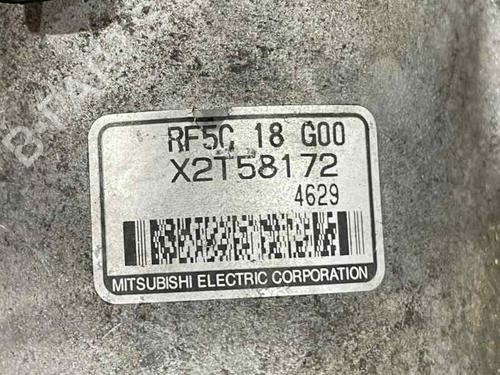 RF5C 18 G00
X2T58172
4629
MITSUBISHI ELECTRIC CORPORATION